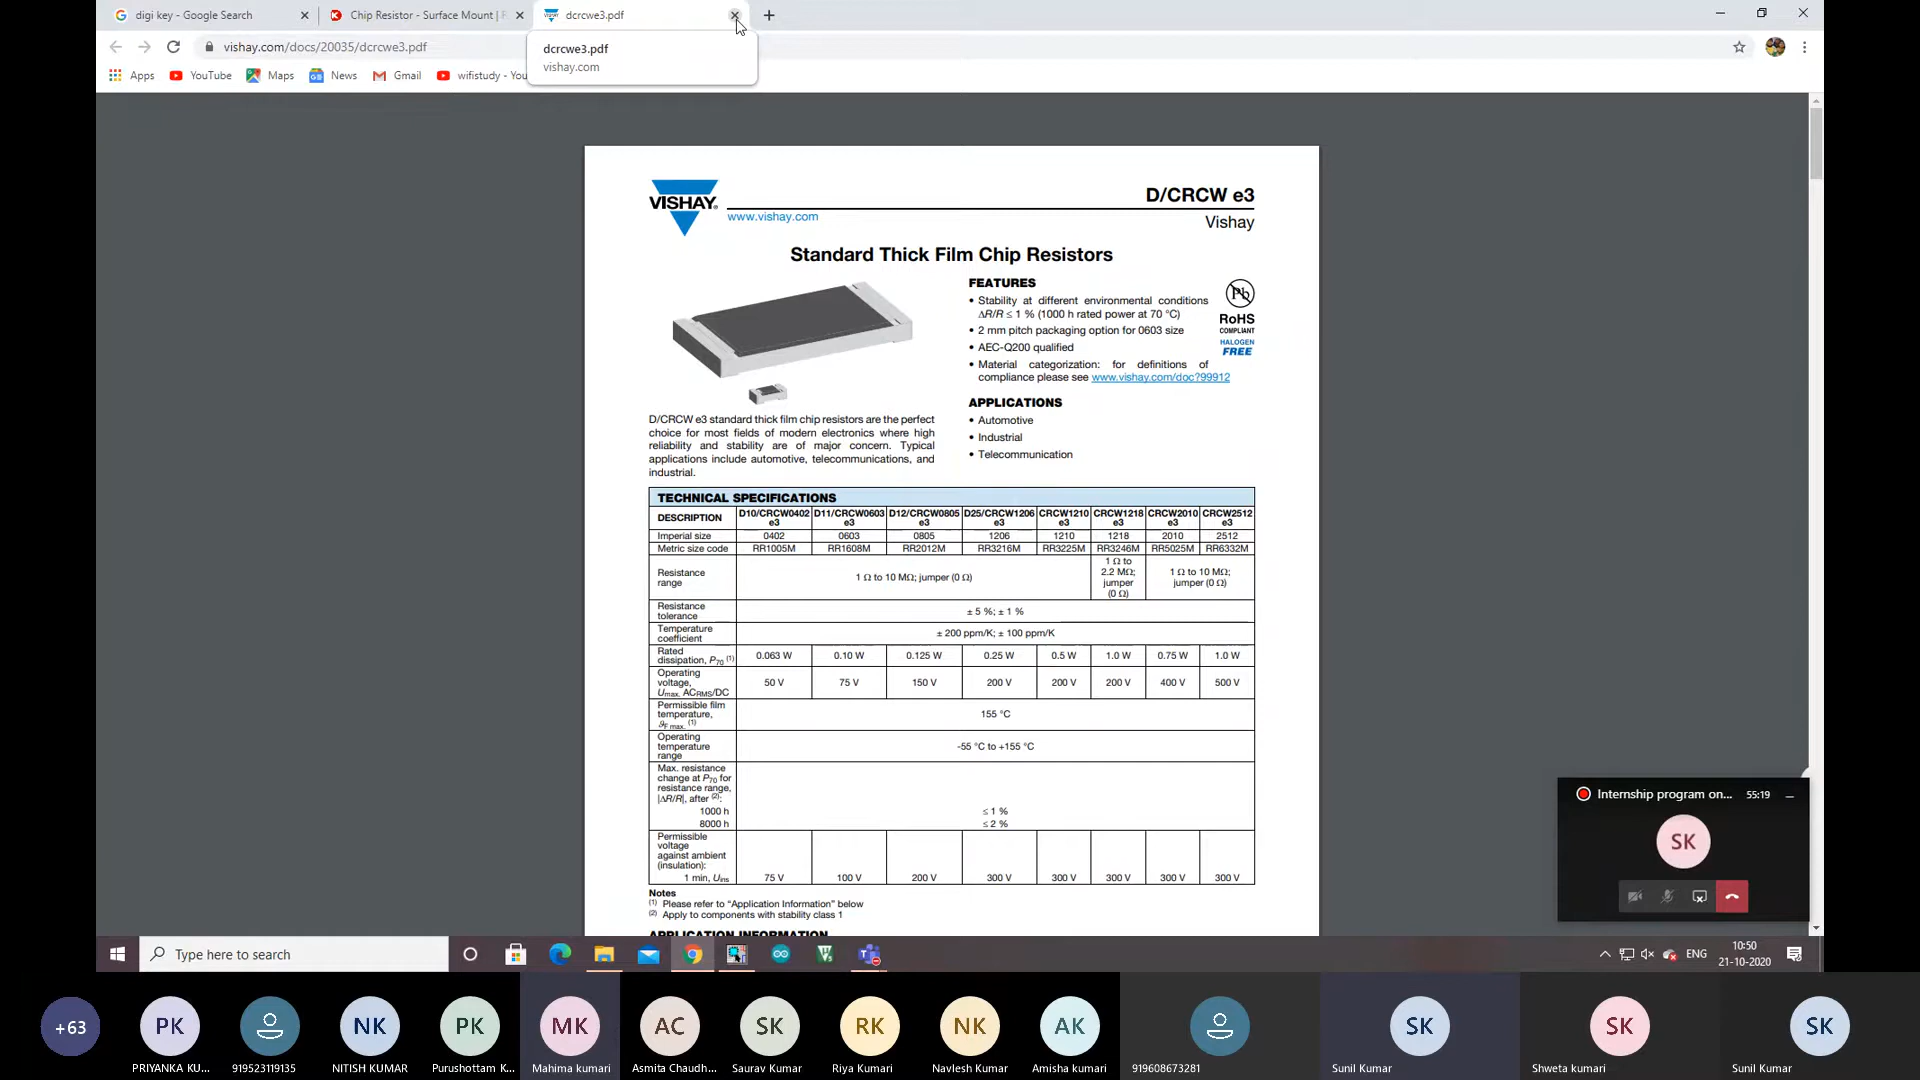 digi key - Google Search
Chip Resistor - Surface Mount | R
dcrcwe3.pdf
vishay.com/docs/20035/dcrcwe3.pdf
dcrcwe3.pdf
vishay.com
Apps
YouTube
Maps
News
Gmail
wifistudy - You
VISHAY
www.vishay.com
D/CRCW e3
Vishay
Standard Thick Film Chip Resistors
FEATURES
• Stability at different environmental conditions
ΔR/R ≤ 1 % (1000 h rated power at 70 °C)
• 2 mm pitch packaging option for 0603 size
• AEC-Q200 qualified
• Material categorization: for definitions of
compliance please see www.vishay.com/doc?99912
Pb
RoHS
COMPLIANT
HALOGEN
FREE
APPLICATIONS
• Automotive
• Industrial
• Telecommunication
D/CRCW e3 standard thick film chip resistors are the perfect
choice for most fields of modern electronics where high
reliability and stability are of major concern. Typical
applications include automotive, telecommunications, and
industrial.
TECHNICAL SPECIFICATIONS
DESCRIPTION D10/CRCW0402 e3 D11/CRCW0603 e3 D12/CRCW0805 e3 D25/CRCW1206 e3 CRCW1210 e3 CRCW1218 e3 CRCW2010 e3 CRCW2512 e3
Imperial size 0402 0603 0805 1206 1210 1218 2010 2512
Metric size code RR1005M RR1608M RR2012M RR3216M RR3225M RR3246M RR5025M RR6332M
Resistance range 1 Ω to 10 MΩ; jumper (0 Ω) 1 Ω to 2.2 MΩ; jumper (0 Ω) 1 Ω to 10 MΩ; jumper (0 Ω)
Resistance tolerance ± 5 %; ± 1 %
Temperature coefficient ± 200 ppm/K; ± 100 ppm/K
Rated dissipation, P70 (1) 0.063 W 0.10 W 0.125 W 0.25 W 0.5 W 1.0 W 0.75 W 1.0 W
Operating voltage, Umax. ACRMS/DC 50 V 75 V 150 V 200 V 200 V 200 V 400 V 500 V
Permissible film temperature, ϑF max. (1) 155 °C
Operating temperature range -55 °C to +155 °C
Max. resistance change at P70 for resistance range, |ΔR/R|, after (2):
1000 h ≤ 1 %
8000 h ≤ 2 %
Permissible voltage against ambient (insulation):
1 min, Uins 75 V 100 V 200 V 300 V 300 V 300 V 300 V 300 V
Notes
(1) Please refer to “Application Information” below
(2) Apply to components with stability class 1
APPLICATION INFORMATION
Internship program on... 55:19
SK
Type here to search
ENG
10:50
21-10-2020
+63
PK
NK
PK
MK
AC
SK
RK
NK
AK
SK
SK
SK
PRIYANKA KU...
919523119135
NITISH KUMAR
Purushottam K...
Mahima kumari
Asmita Chaudh...
Saurav Kumar
Riya Kumari
Navlesh Kumar
Amisha kumari
919608673281
Sunil Kumar
Shweta kumari
Sunil Kumar